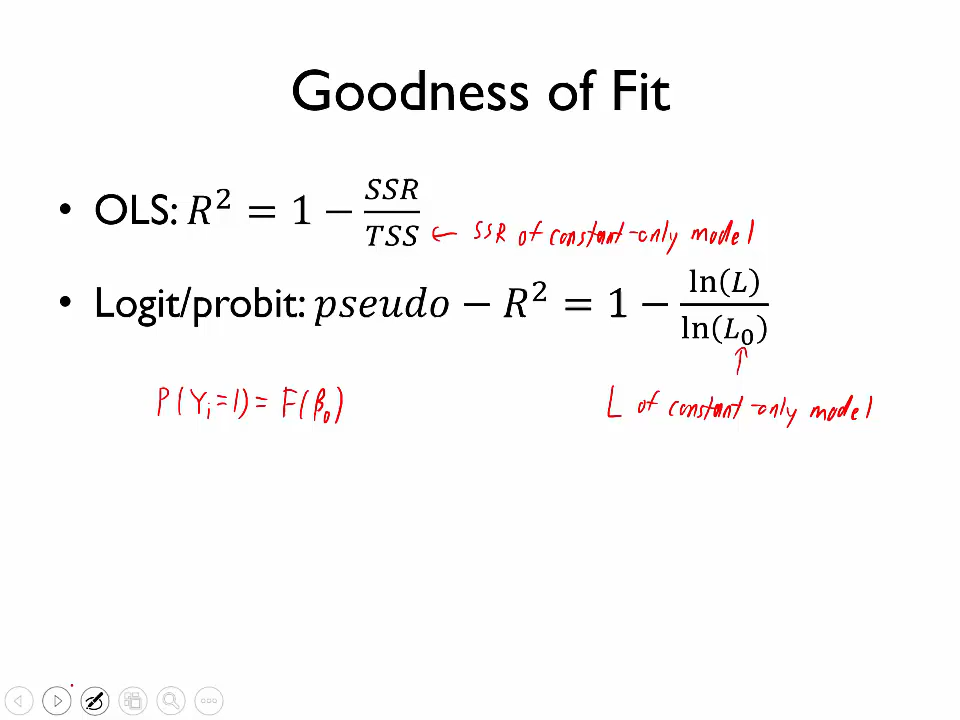 Goodness of Fit
• OLS: R² = 1 − SSR/TSS ← SSR of constant-only model
• Logit/probit: pseudo − R² = 1 − ln(L)/ln(L₀)
P(Yᵢ=1) = F(β₀)
↑ L of constant-only model